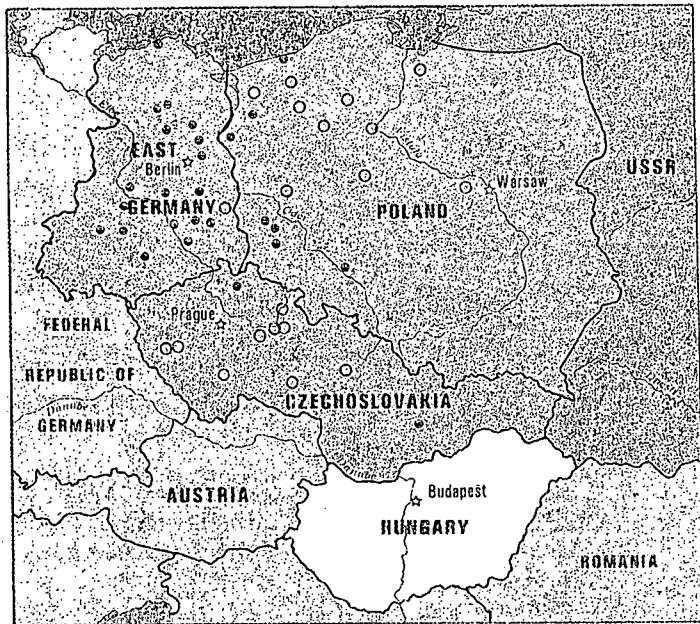 EAST
Berlin
GERMANY
POLAND
Warsaw
USSR
Prague
FEDERAL
REPUBLIC OF
GERMANY
Danube
CZECHOSLOVAKIA
AUSTRIA
Budapest
HUNGARY
ROMANIA